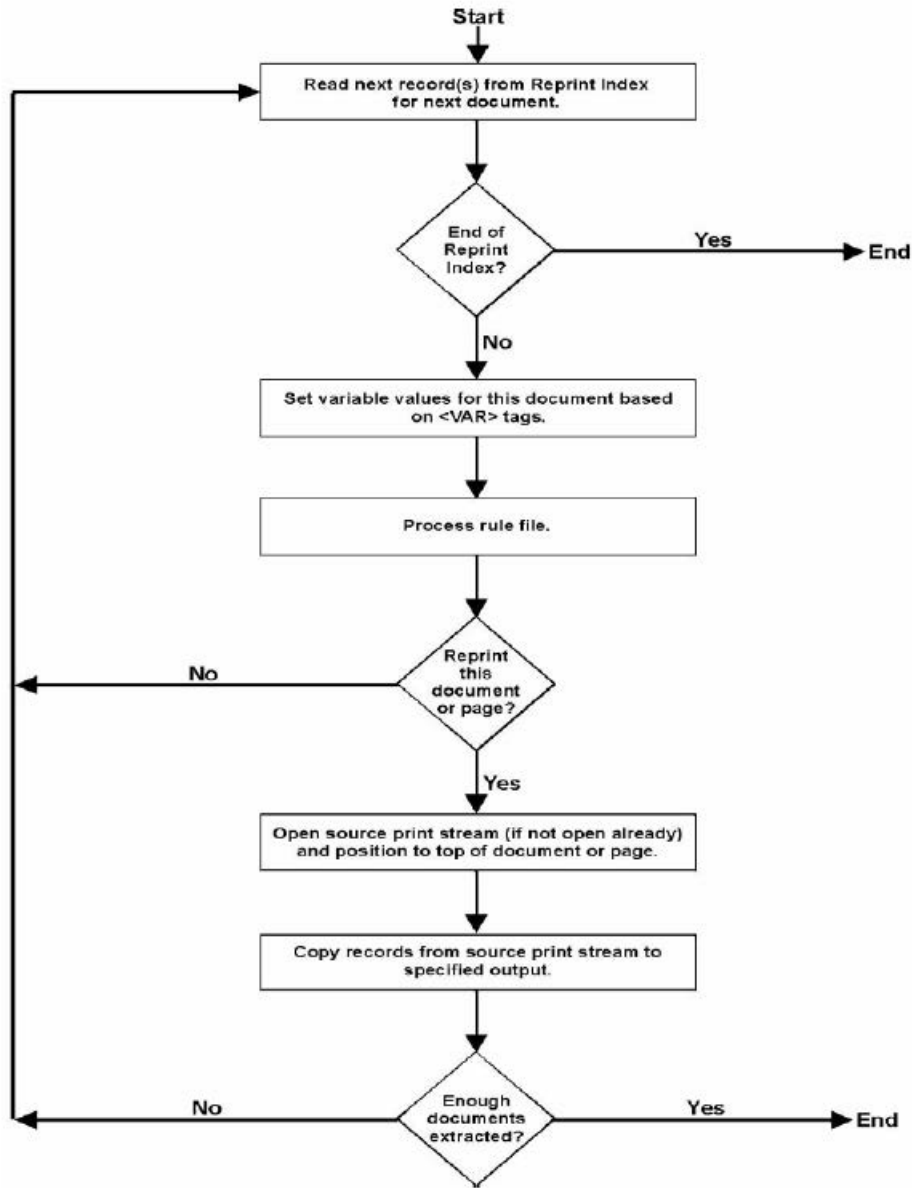 Start
Read next record(s) from Reprint Index
for next document.
End of
Reprint
Index?
Yes
End
No
Set variable values for this document based
on <VAR> tags.
Process rule file.
Reprint
this
document
or page?
No
Yes
Open source print stream (if not open already)
and position to top of document or page.
Copy records from source print stream to
specified output.
Enough
documents
extracted?
No
Yes
End